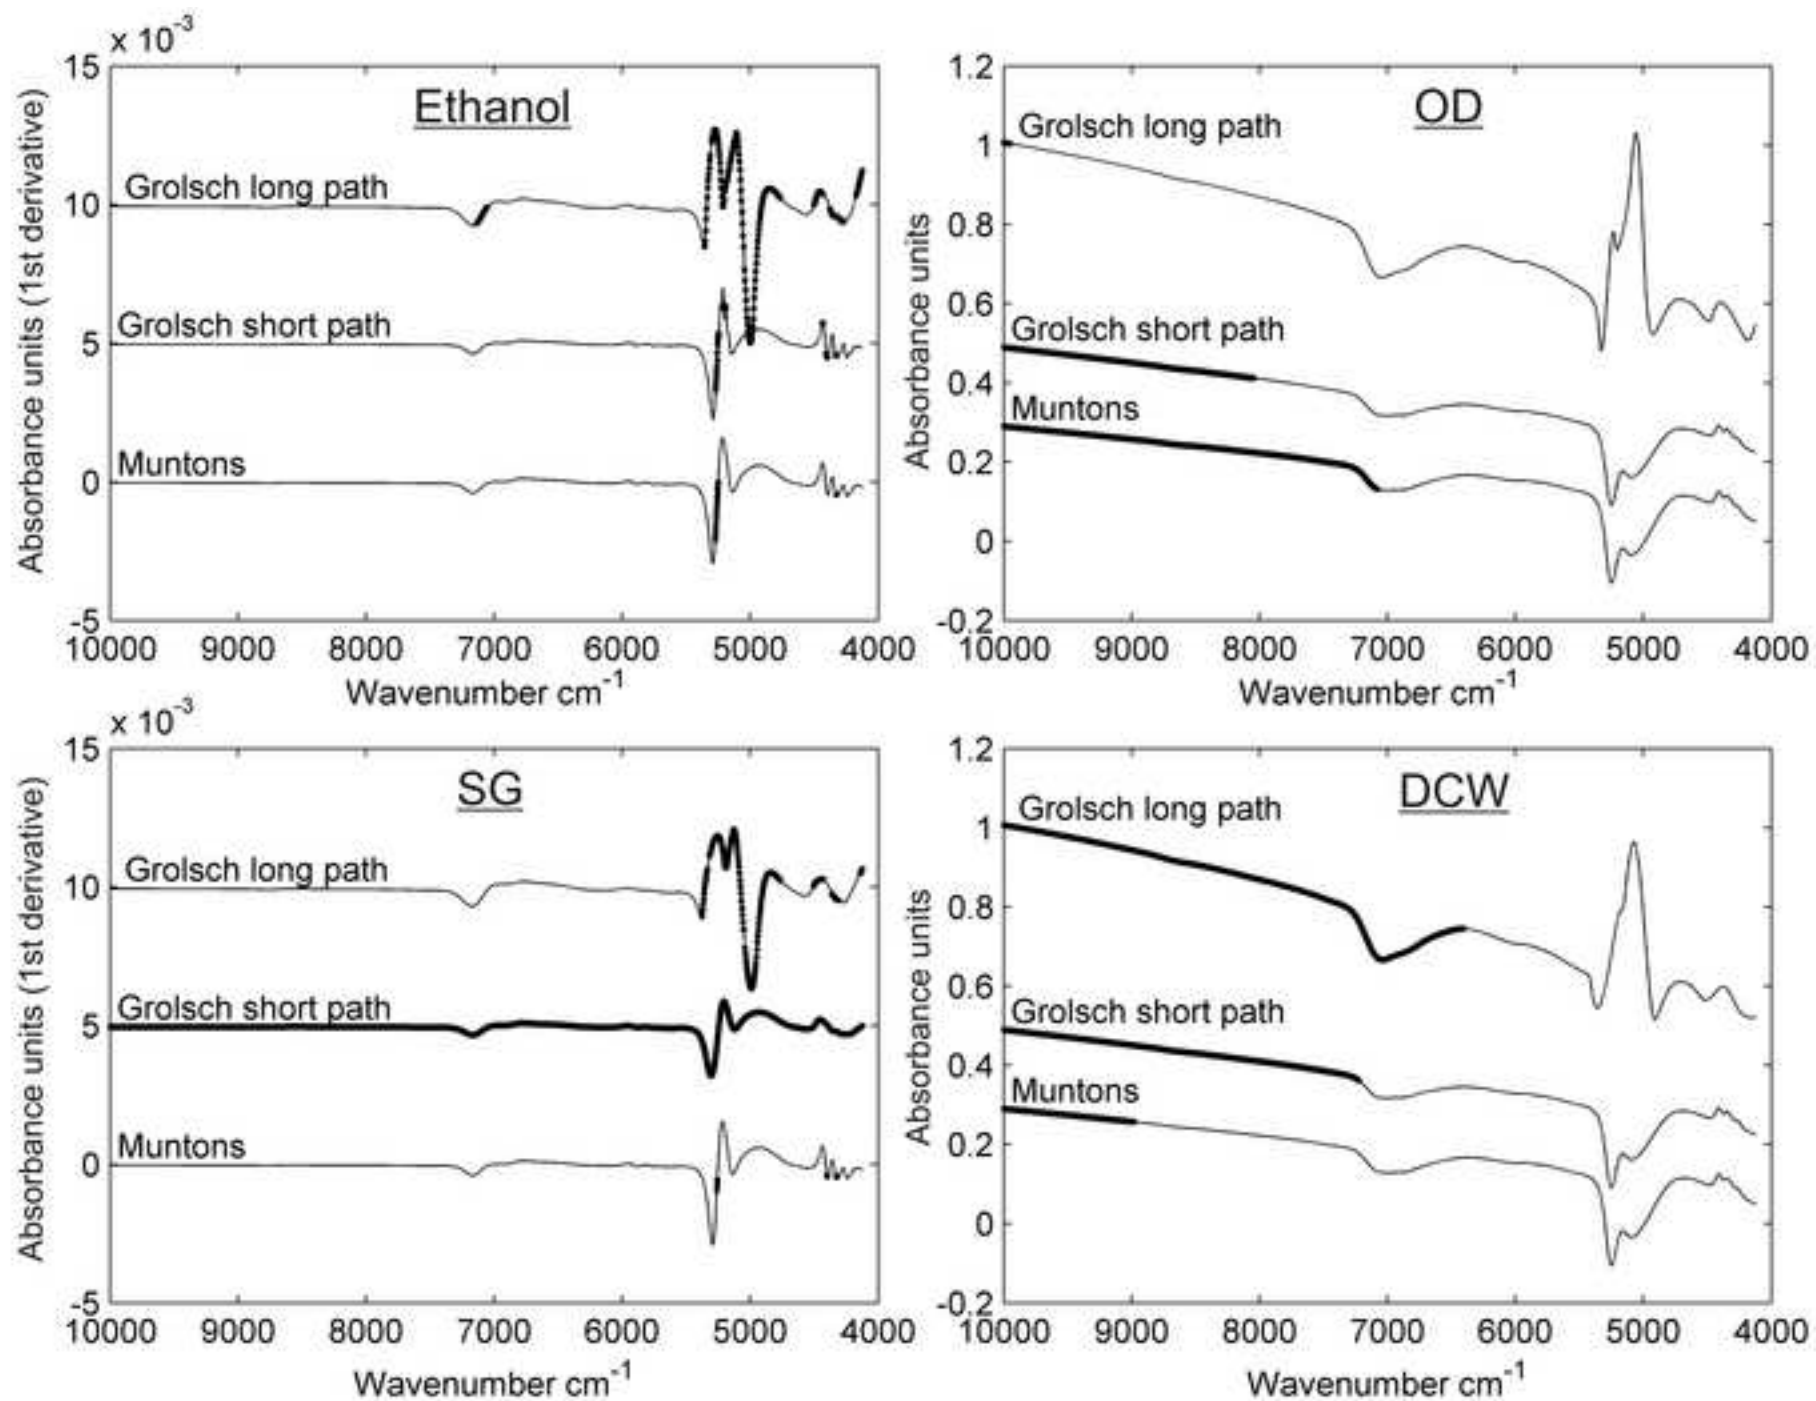 x 10-3
15
Ethanol
Grolsch long path
10
Grolsch short path
5
Muntons
0
-5
10000 9000 8000 7000 6000 5000 4000
Wavenumber cm-1
Absorbance units (1st derivative)
1.2
OD
Grolsch long path
1
0.8
0.6
Grolsch short path
0.4
Muntons
0.2
0
-0.2
10000 9000 8000 7000 6000 5000 4000
Wavenumber cm-1
Absorbance units
x 10-3
15
SG
Grolsch long path
10
Grolsch short path
5
Muntons
0
-5
10000 9000 8000 7000 6000 5000 4000
Wavenumber cm-1
Absorbance units (1st derivative)
1.2
DCW
Grolsch long path
1
0.8
0.6
Grolsch short path
0.4
Muntons
0.2
0
-0.2
10000 9000 8000 7000 6000 5000 4000
Wavenumber cm-1
Absorbance units